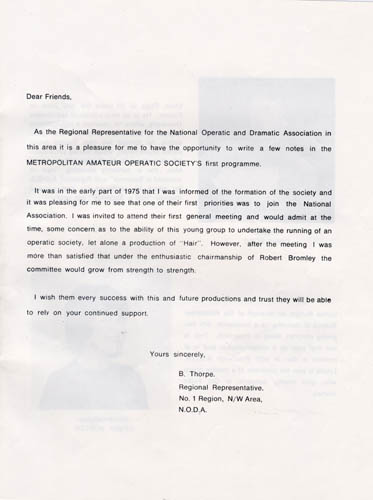 Dear Friends,
As the Regional Representative for the National Operatic and Dramatic Association in
this area it is a pleasure for me to have the opportunity to write a few notes in the
METROPOLITAN AMATEUR OPERATIC SOCIETY'S first programme.
It was in the early part of 1975 that I was informed of the formation of the society and
it was pleasing for me to see that one of their first priorities was to join the National
Association. I was invited to attend their first general meeting and would admit at the
time, some concern as to the ability of this young group to undertake the running of an
operatic society, let alone a production of "Hair". However, after the meeting I was
more than satisfied that under the enthusiastic chairmanship of Robert Bromley the
committee would grow from strength to strength.
I wish them every success with this and future productions and trust they will be able
to rely on your continued support.
Yours sincerely,
B. Thorpe.
Regional Representative.
No. 1 Region, N/W Area,
N.O.D.A.